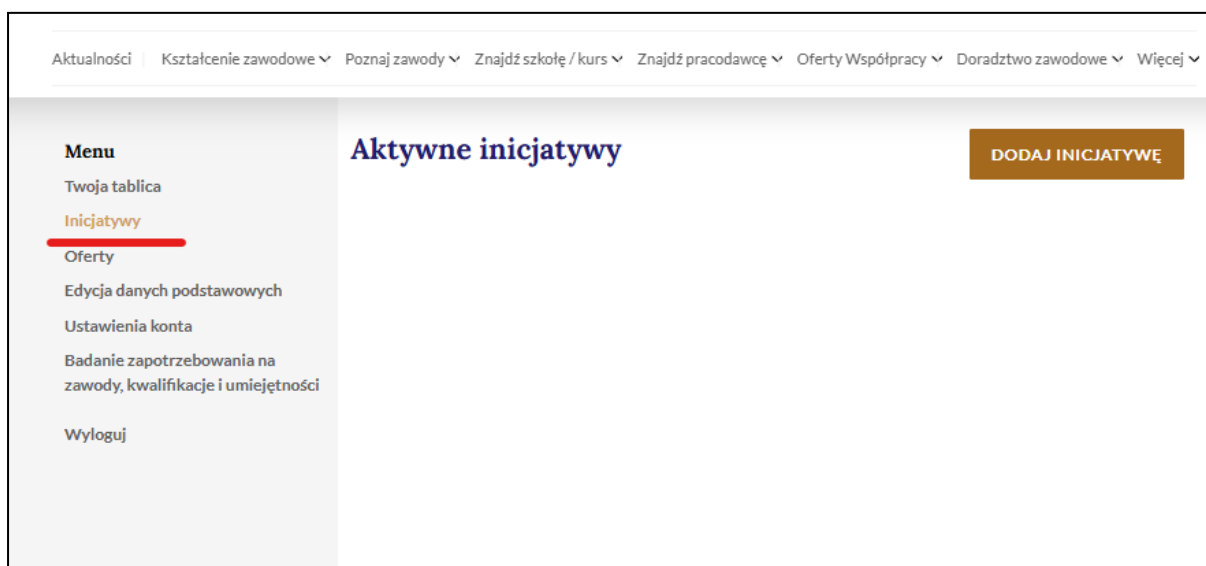 Aktualności Kształcenie zawodowe Poznaj zawody Znajdź szkołę / kurs Znajdź pracodawcę Oferty Współpracy Doradztwo zawodowe Więcej
Menu
Twoja tablica
Inicjatywy
Oferty
Edycja danych podstawowych
Ustawienia konta
Badanie zapotrzebowania na
zawody, kwalifikacje i umiejętności
Wyloguj
Aktywne inicjatywy
DODAJ INICJATYWĘ